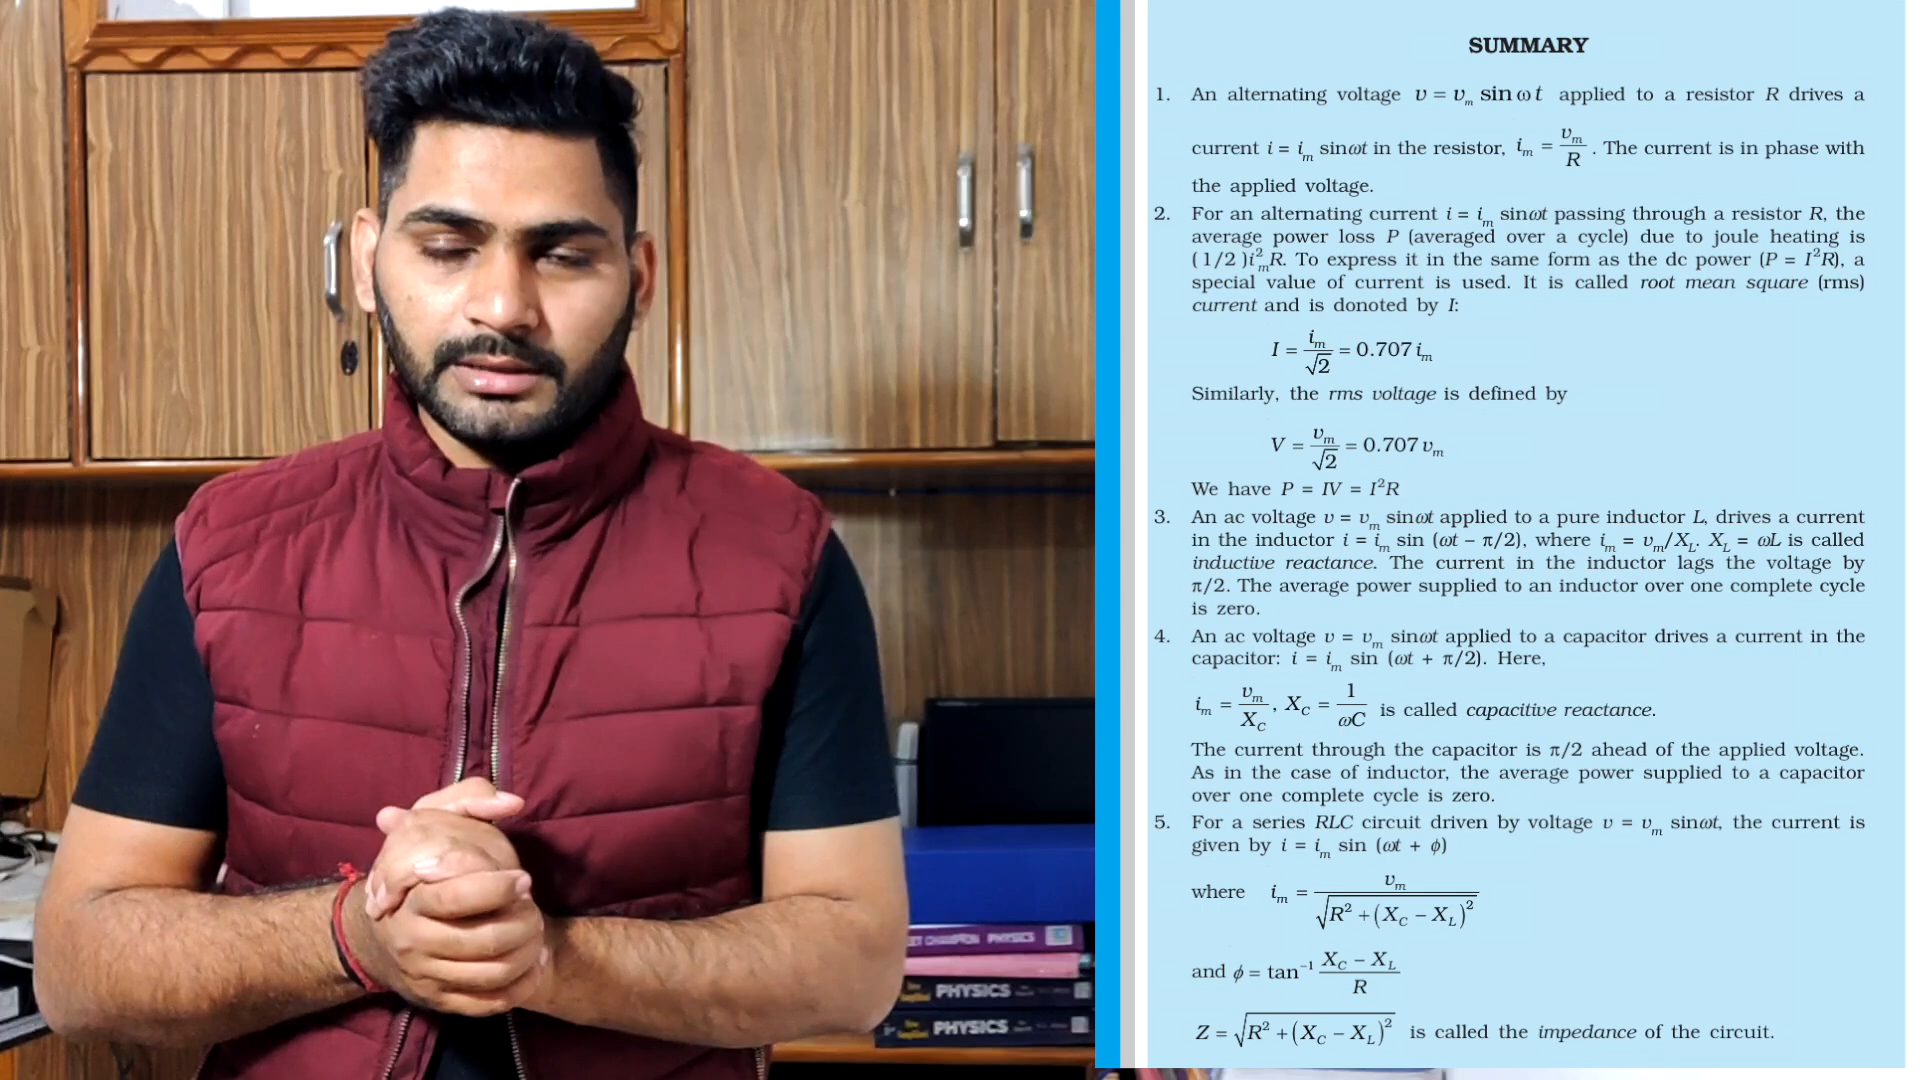 SUMMARY
1. An alternating voltage v = vm sin ω t applied to a resistor R drives a
current i = im sinωt in the resistor, im = vm/R . The current is in phase with
the applied voltage.
2. For an alternating current i = im sinωt passing through a resistor R, the
average power loss P (averaged over a cycle) due to joule heating is
(1/2)i²mR. To express it in the same form as the dc power (P = I²R), a
special value of current is used. It is called root mean square (rms)
current and is donoted by I:
I = im/√2 = 0.707 im
Similarly, the rms voltage is defined by
V = vm/√2 = 0.707 vm
We have P = IV = I²R
3. An ac voltage v = vm sinωt applied to a pure inductor L, drives a current
in the inductor i = im sin (ωt − π/2), where im = vm/XL. XL = ωL is called
inductive reactance. The current in the inductor lags the voltage by
π/2. The average power supplied to an inductor over one complete cycle
is zero.
4. An ac voltage v = vm sinωt applied to a capacitor drives a current in the
capacitor: i = im sin (ωt + π/2). Here,
im = vm/XC, XC = 1/ωC is called capacitive reactance.
The current through the capacitor is π/2 ahead of the applied voltage.
As in the case of inductor, the average power supplied to a capacitor
over one complete cycle is zero.
5. For a series RLC circuit driven by voltage v = vm sinωt, the current is
given by i = im sin (ωt + ϕ)
where im = vm/√(R² + (XC − XL)²)
and ϕ = tan⁻¹ (XC − XL)/R
Z = √(R² + (XC − XL)²) is called the impedance of the circuit.
CHAMPION PHYSICS
PHYSICS
PHYSICS